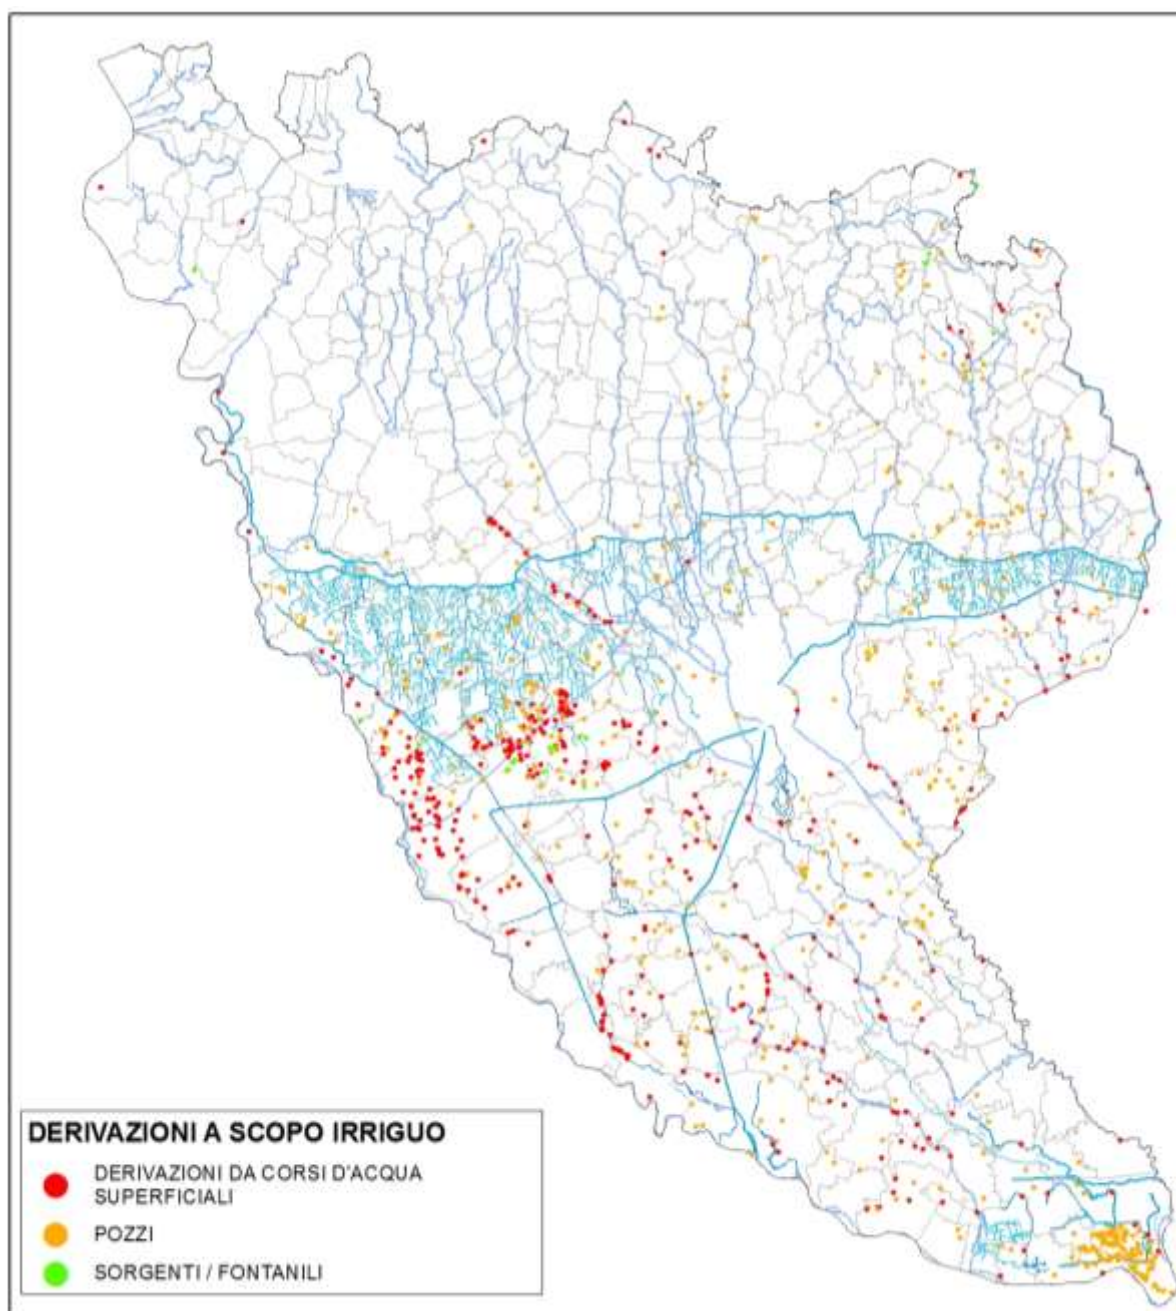 DERIVAZIONI A SCOPO IRRIGUO
DERIVAZIONI DA CORSI D'ACQUA
SUPERFICIALI
POZZI
SORGENTI / FONTANILI